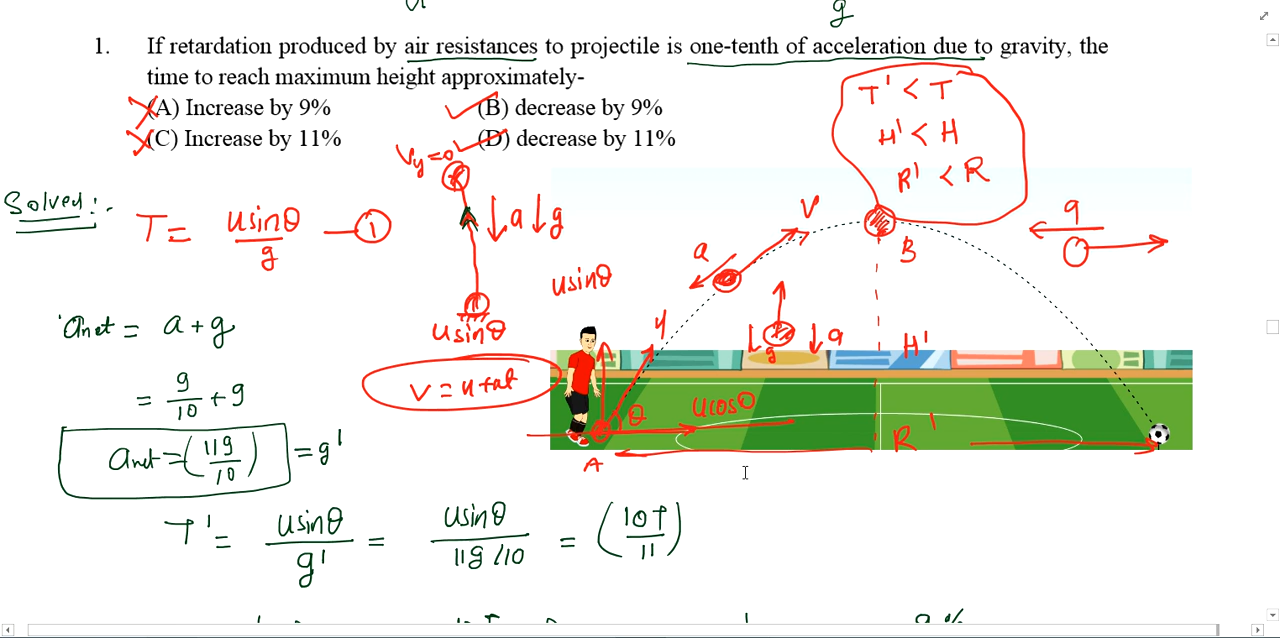 g
1. If retardation produced by air resistances to projectile is one-tenth of acceleration due to gravity, the
time to reach maximum height approximately-
(A) Increase by 9% (B) decrease by 9%
(C) Increase by 11% (D) decrease by 11%
T' < T
H' < H
R' < R
Vy=0
Solved:-
T = usinθ/g —①
↓a↓g
usinθ
a
V
B
a
usinθ
u
↓g ↓a
H'
anet = a + g
v = u + at
= g/10 + g
θ
ucosθ
anet = (11g/10) = g'
A
R'
T' = usinθ/g' = usinθ/11g/10 = (10T/11)
9%